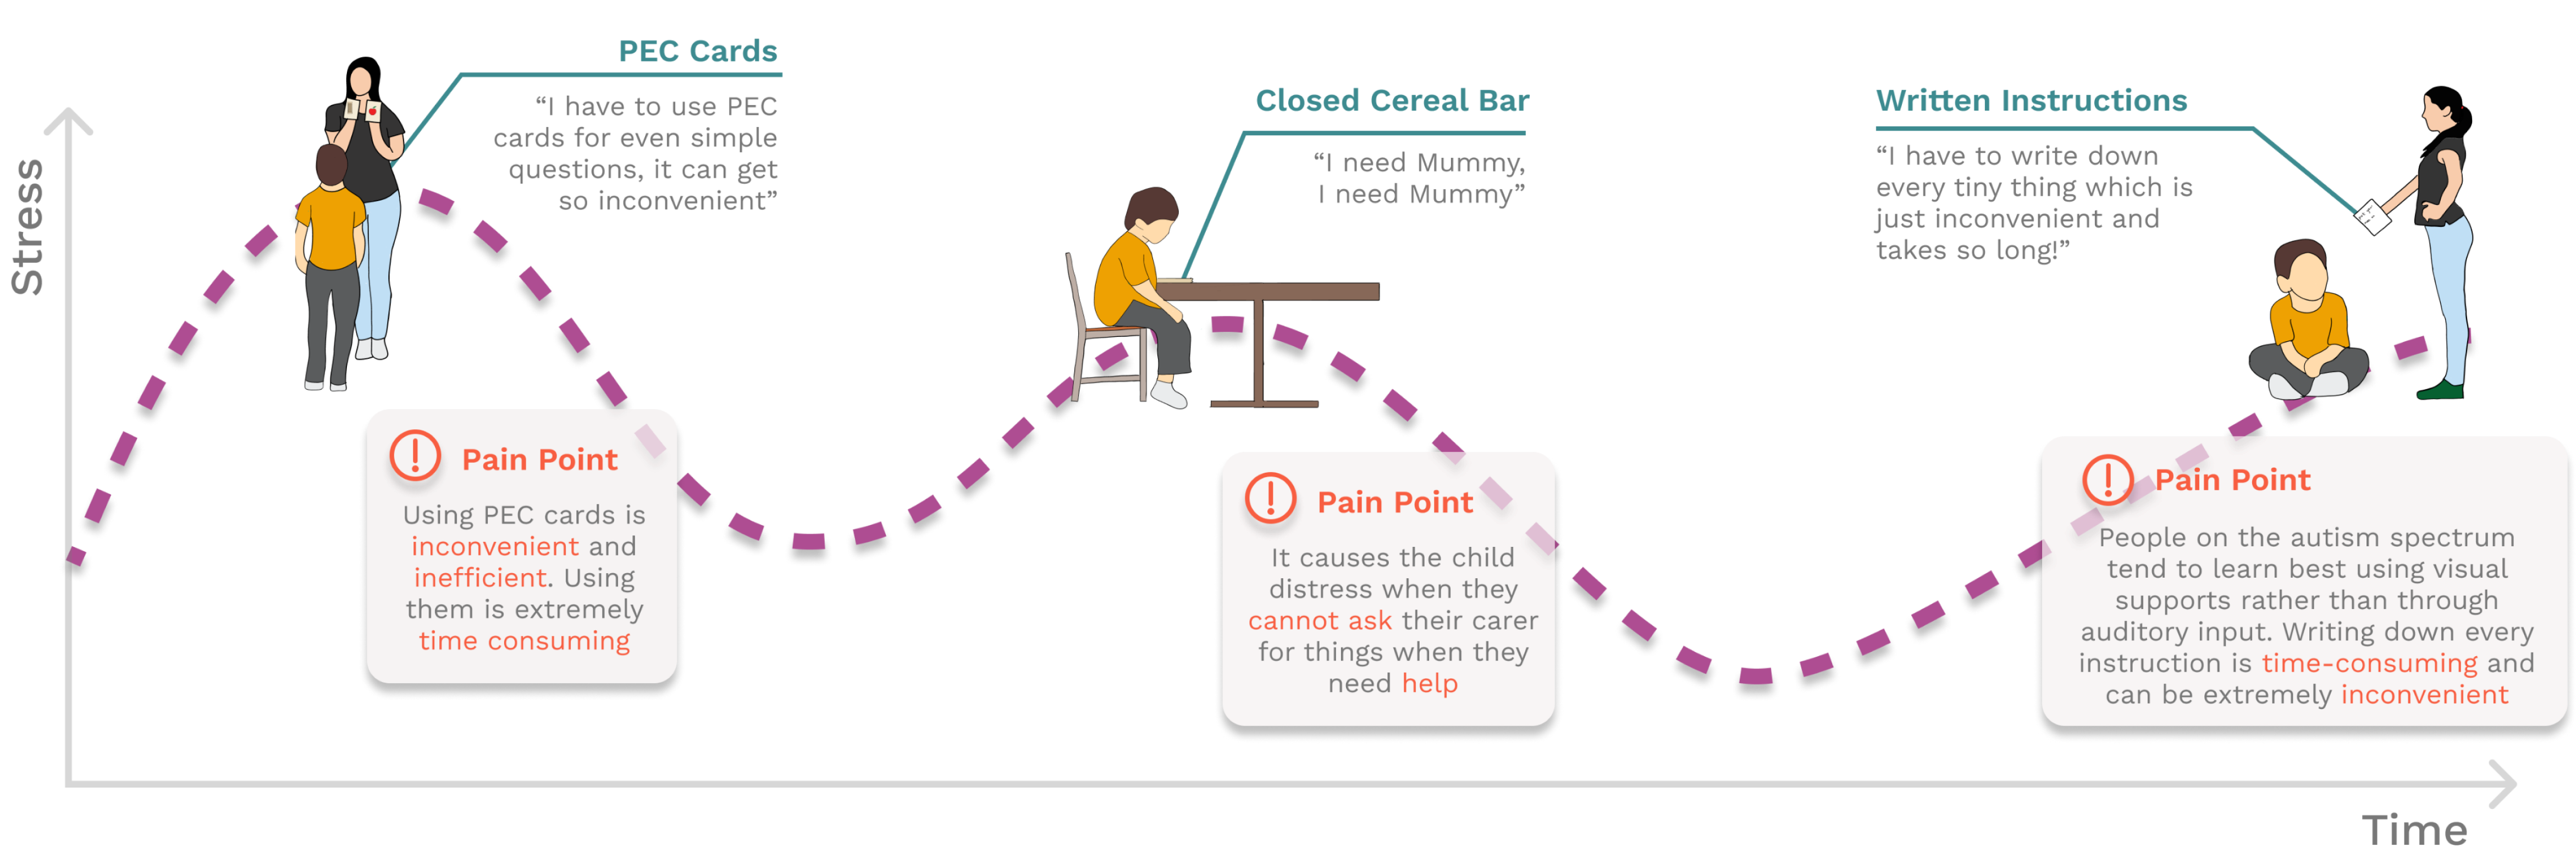 PEC Cards
“I have to use PEC
cards for even simple
questions, it can get
so inconvenient”
Closed Cereal Bar
“I need Mummy,
I need Mummy”
Written Instructions
“I have to write down
every tiny thing which is
just inconvenient and
takes so long!”
Stress
Pain Point
Using PEC cards is
inconvenient and
inefficient. Using
them is extremely
time consuming
Pain Point
It causes the child
distress when they
cannot ask their carer
for things when they
need help
Pain Point
People on the autism spectrum
tend to learn best using visual
supports rather than through
auditory input. Writing down every
instruction is time-consuming and
can be extremely inconvenient
Time